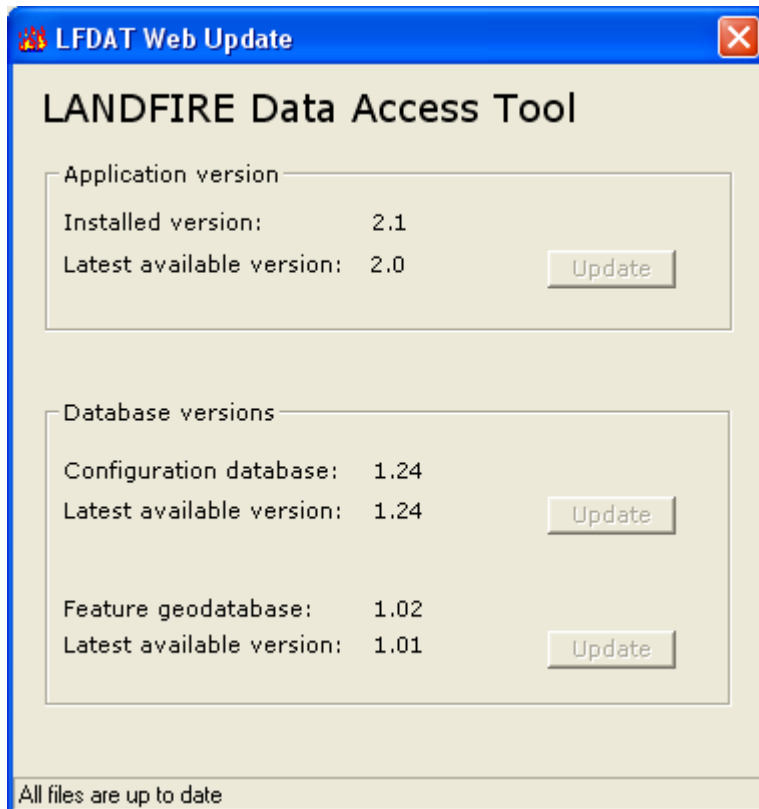 LFDAT Web Update
LANDFIRE Data Access Tool
Application version
Installed version: 2.1
Latest available version: 2.0 Update
Database versions
Configuration database: 1.24
Latest available version: 1.24 Update
Feature geodatabase: 1.02
Latest available version: 1.01 Update
All files are up to date